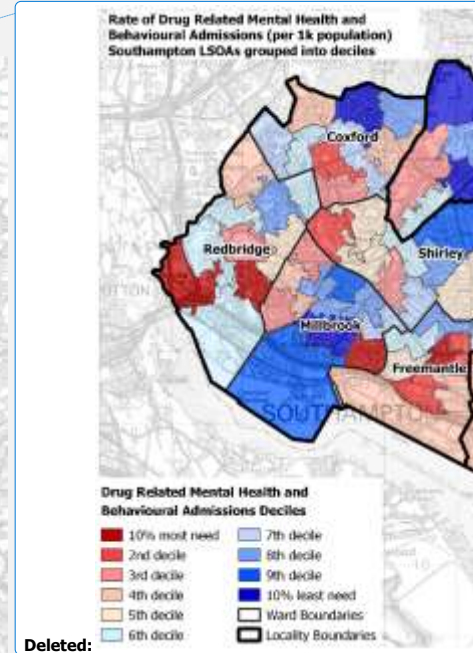 Rate of Drug Related Mental Health and
Behavioural Admissions (per 1k population)
Southampton LSOAs grouped into deciles
Coxford
Redbridge
Shirley
Millbrook
Freemantle
SOUTHAMPTON
Drug Related Mental Health and
Behavioural Admissions Deciles
10% most need
2nd decile
3rd decile
4th decile
5th decile
6th decile
7th decile
8th decile
9th decile
10% least need
Ward Boundaries
Locality Boundaries
Deleted: